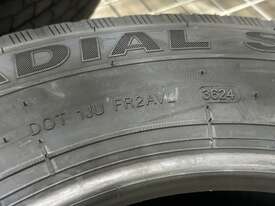 ADIAL S
DOT 1JU FR2AVL 3624